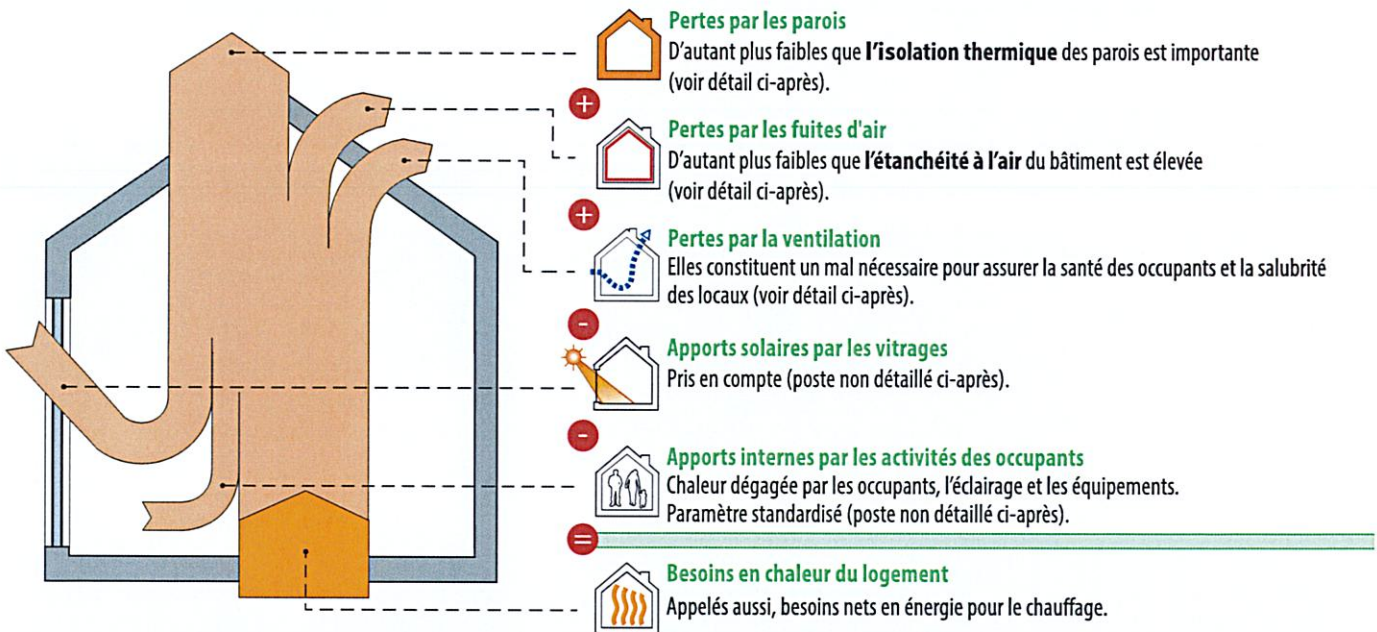 Pertes par les parois
D'autant plus faibles que l'isolation thermique des parois est importante
(voir détail ci-après).
+
Pertes par les fuites d'air
D'autant plus faibles que l'étanchéité à l'air du bâtiment est élevée
(voir détail ci-après).
+
Pertes par la ventilation
Elles constituent un mal nécessaire pour assurer la santé des occupants et la salubrité
des locaux (voir détail ci-après).
-
Apports solaires par les vitrages
Pris en compte (poste non détaillé ci-après).
-
Apports internes par les activités des occupants
Chaleur dégagée par les occupants, l'éclairage et les équipements.
Paramètre standardisé (poste non détaillé ci-après).
=
Besoins en chaleur du logement
Appelés aussi, besoins nets en énergie pour le chauffage.